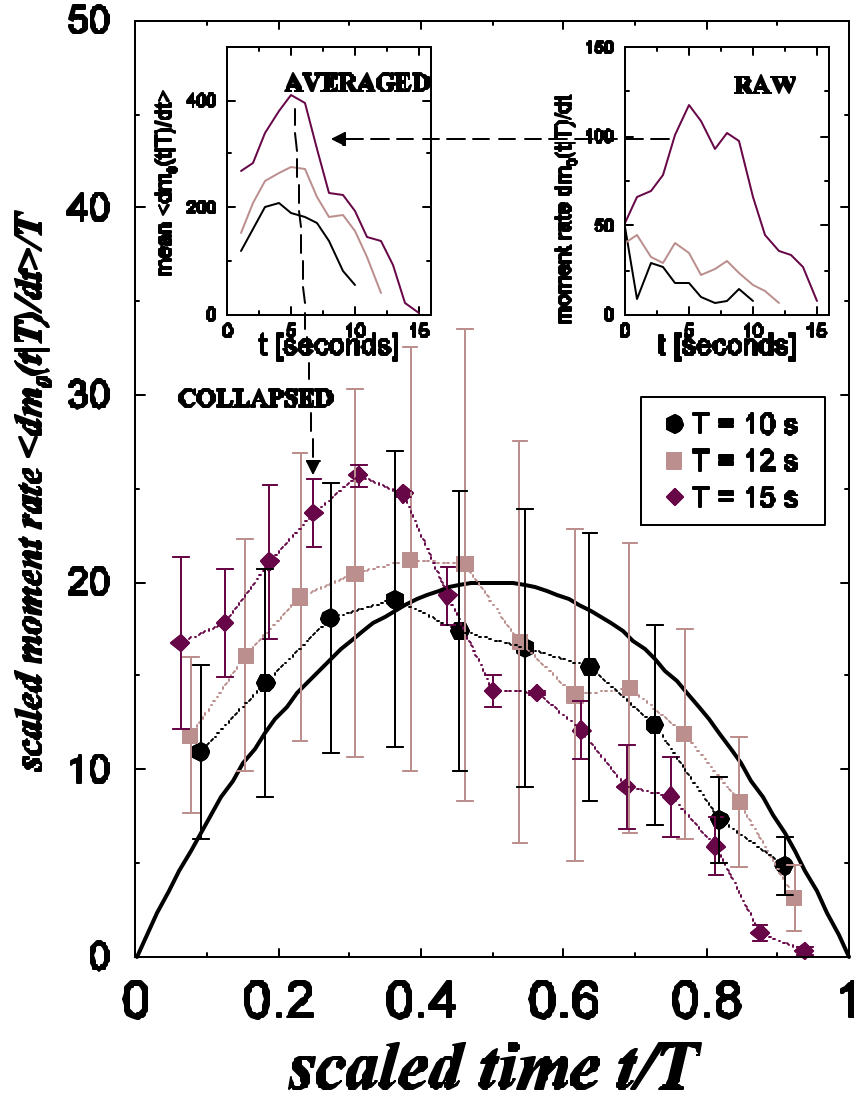 50
40
30
20
10
0
0
0.2
0.4
0.6
0.8
1
scaled time t/T
scaled moment rate <dm₀(t|T)/dt>/T
AVERAGED
400
200
0
0
5
10
15
t [seconds]
mean <dm₀(t|T)/dt>
RAW
150
100
50
0
0
5
10
15
t [seconds]
moment rate dm₀(t|T)/dt
COLLAPSED
T = 10 s
T = 12 s
T = 15 s